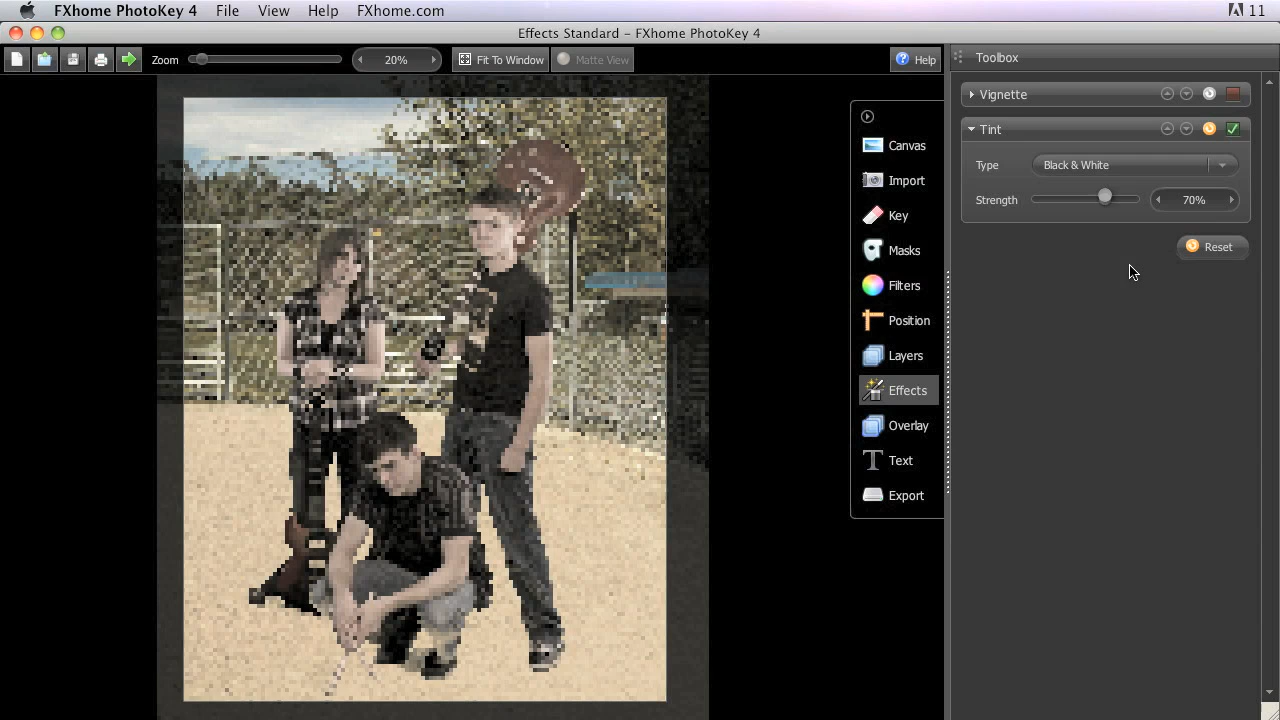 FXhome PhotoKey 4 File View Help FXhome.com 11
Effects Standard – FXhome PhotoKey 4
Zoom 20% Fit To Window Matte View Help
Toolbox
Vignette
Tint
Type Black & White
Strength 70%
Reset
Canvas
Import
Key
Masks
Filters
Position
Layers
Effects
Overlay
Text
Export